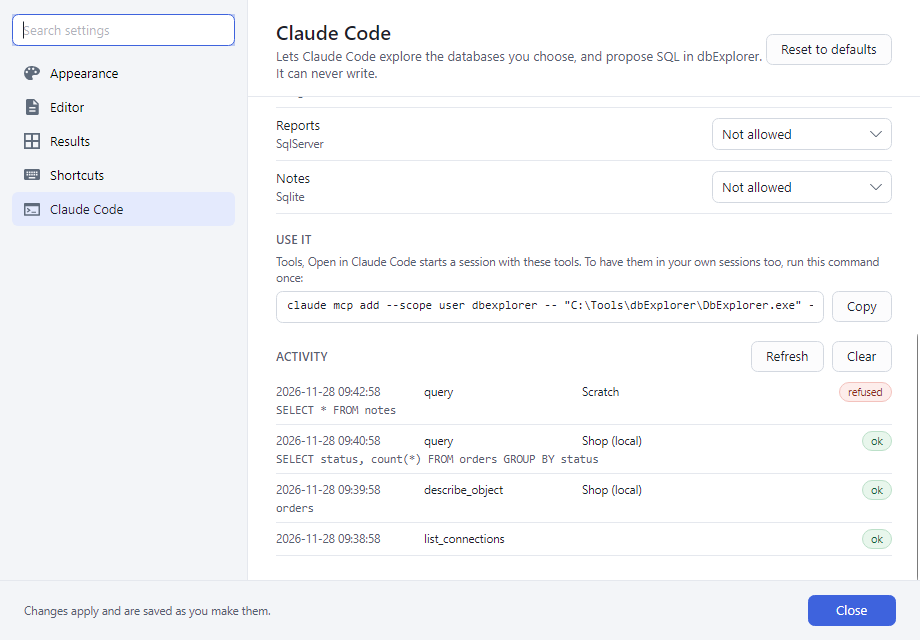 Search settings
Appearance
Editor
Results
Shortcuts
Claude Code
Claude Code
Lets Claude Code explore the databases you choose, and propose SQL in dbExplorer.
It can never write.
Reset to defaults
Reports
SqlServer
Not allowed
Notes
Sqlite
Not allowed
USE IT
Tools, Open in Claude Code starts a session with these tools. To have them in your own sessions too, run this command
once:
claude mcp add --scope user dbexplorer -- "C:\Tools\dbExplorer\DbExplorer.exe" -
Copy
ACTIVITY
Refresh
Clear
2026-11-28 09:42:58 query Scratch refused
SELECT * FROM notes
2026-11-28 09:40:58 query Shop (local) ok
SELECT status, count(*) FROM orders GROUP BY status
2026-11-28 09:39:58 describe_object Shop (local) ok
orders
2026-11-28 09:38:58 list_connections ok
Changes apply and are saved as you make them.
Close